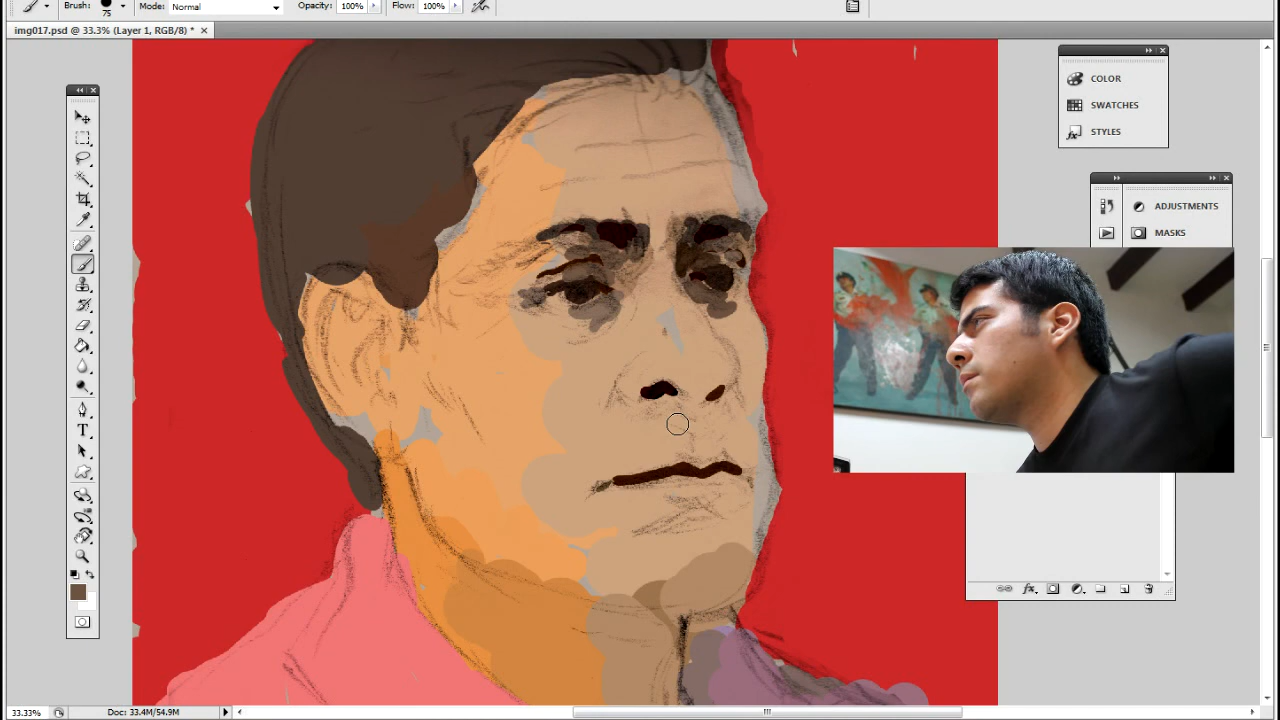 Brush: 75 Mode: Normal Opacity: 100% Flow: 100%
img017.psd @ 33.3% (Layer 1, RGB/8) *
COLOR
SWATCHES
STYLES
ADJUSTMENTS
MASKS
33.33% Doc: 33.4M/54.9M